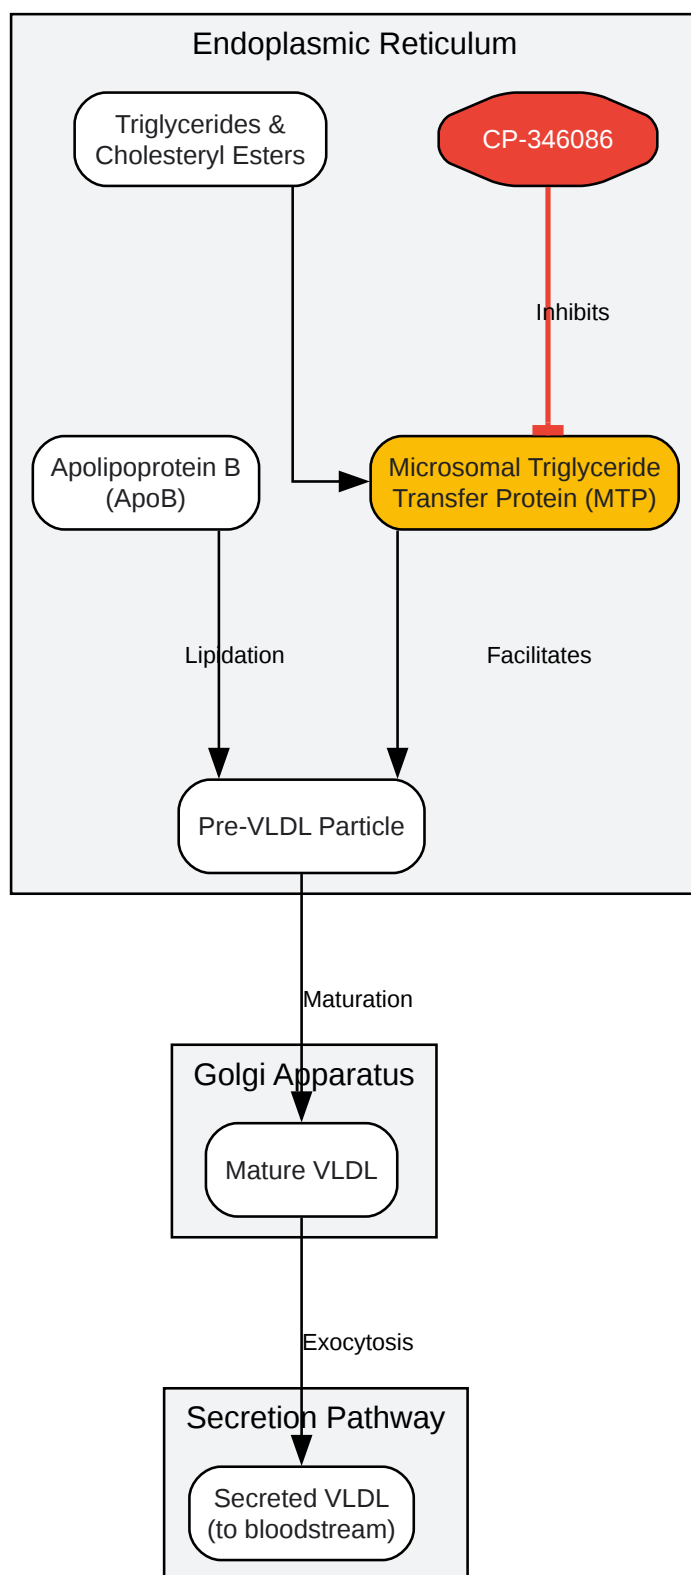 Endoplasmic Reticulum
Triglycerides &
Cholesteryl Esters
CP-346086
Inhibits
Apolipoprotein B
(ApoB)
Microsomal Triglyceride
Transfer Protein (MTP)
Lipidation
Facilitates
Pre-VLDL Particle
Maturation
Golgi Apparatus
Mature VLDL
Exocytosis
Secretion Pathway
Secreted VLDL
(to bloodstream)